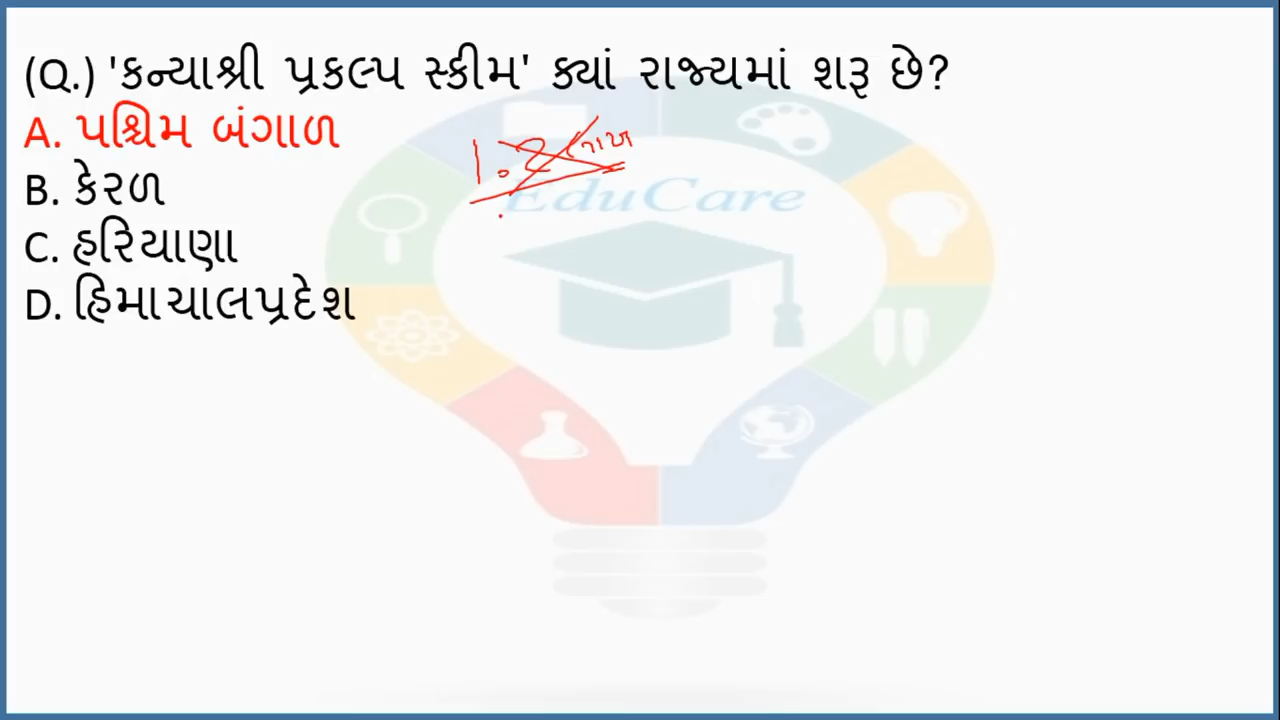 (Q.) 'કન્યાશ્રી પ્રકલ્પ સ્કીમ' ક્યાં રાજ્યમાં શરૂ છે?
A. પશ્ચિમ બંગાળ
B. કેરળ
C. હરિયાણા
D. હિમાચાલપ્રદેશ
EduCare